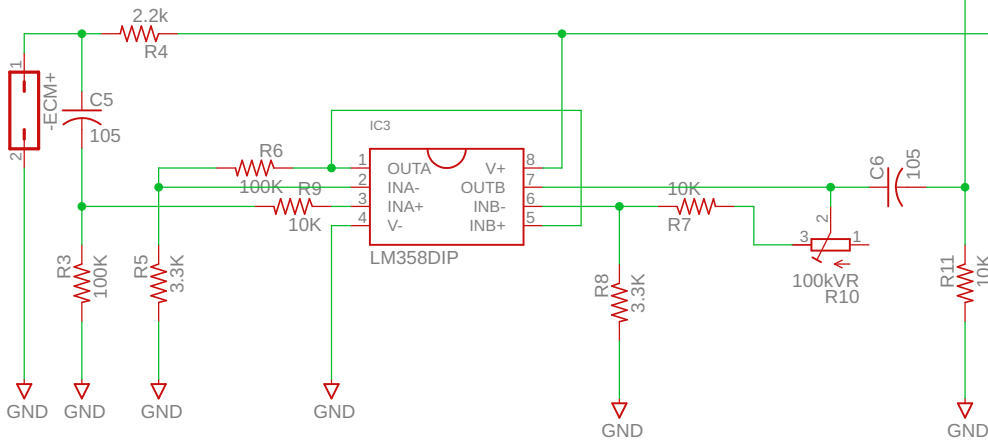 2.2k
R4
1
-ECM+
2
C5
105
R6
100K
R9
10K
IC3
1 OUTA V+ 8
2 INA- OUTB 7
3 INA+ INB- 6
4 V- INB+ 5
LM358DIP
10K
R7
C6
105
2
3 1
100kVR
R10
R3
100K
R5
3.3K
R8
3.3K
R11
10K
GND
GND
GND
GND
GND
GND